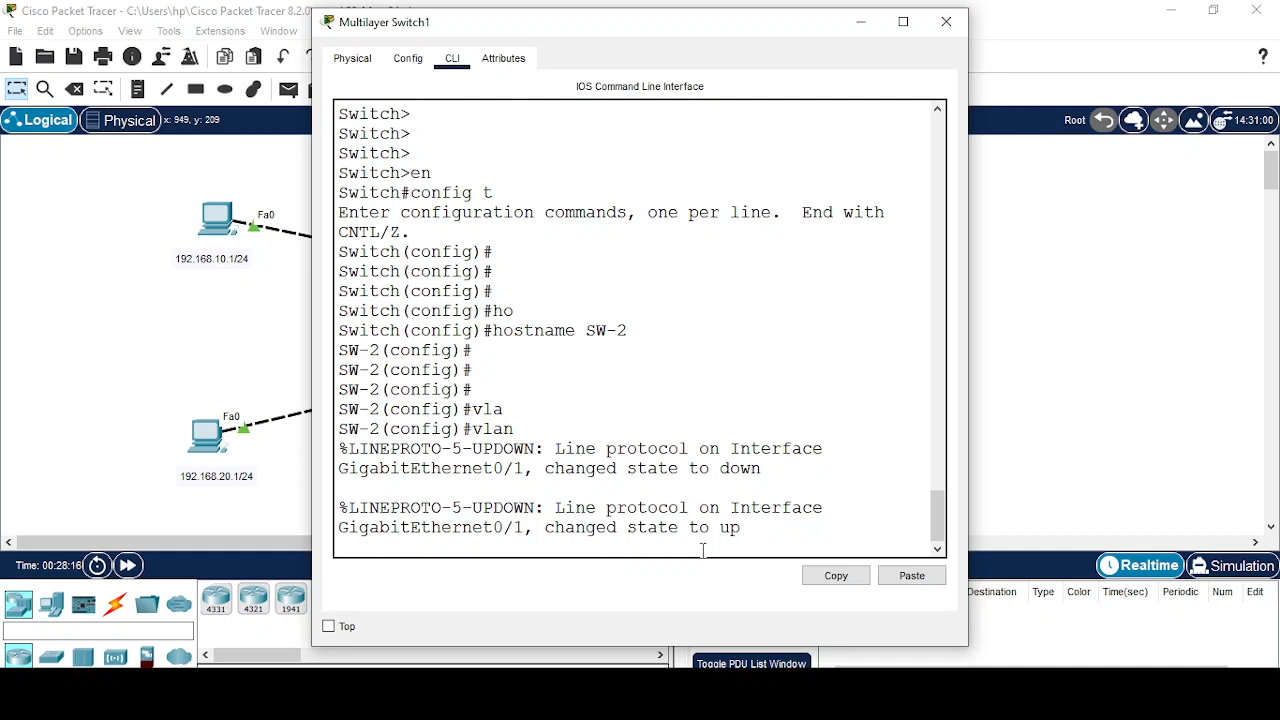 Cisco Packet Tracer - C:\Users\hp\Cisco Packet Tracer 8.2.0
File Edit Options View Tools Extensions Window
Logical Physical x: 949, y: 209
Root 14:31:00
Multilayer Switch1
Physical Config CLI Attributes
IOS Command Line Interface
Switch>
Switch>
Switch>
Switch>en
Switch#config t
Enter configuration commands, one per line. End with
CNTL/Z.
Switch(config)#
Switch(config)#
Switch(config)#
Switch(config)#ho
Switch(config)#hostname SW-2
SW-2(config)#
SW-2(config)#
SW-2(config)#
SW-2(config)#vla
SW-2(config)#vlan
%LINEPROTO-5-UPDOWN: Line protocol on Interface
GigabitEthernet0/1, changed state to down
%LINEPROTO-5-UPDOWN: Line protocol on Interface
GigabitEthernet0/1, changed state to up
Copy Paste
Top
Fa0
192.168.10.1/24
Fa0
192.168.20.1/24
Time: 00:28:16
Realtime Simulation
4331 4321 1941
Destination Type Color Time(sec) Periodic Num Edit
Toggle PDU List Window